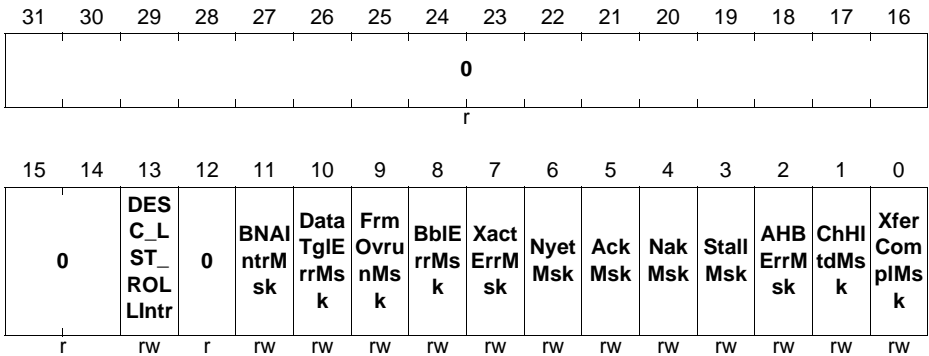 31 30 29 28 27 26 25 24 23 22 21 20 19 18 17 16
0
r
15 14 13 12 11 10 9 8 7 6 5 4 3 2 1 0
0
DES
C_L
ST_
ROL
LIntr
0
BNAI
ntrM
sk
Data
TglE
rrMs
k
Frm
Ovru
nMs
k
BblE
rrMs
k
Xact
ErrM
sk
Nyet
Msk
Ack
Msk
Nak
Msk
Stall
Msk
AHB
ErrM
sk
ChHl
tdMs
k
Xfer
Com
plMs
k
r rw r rw rw rw rw rw rw rw rw rw rw rw rw